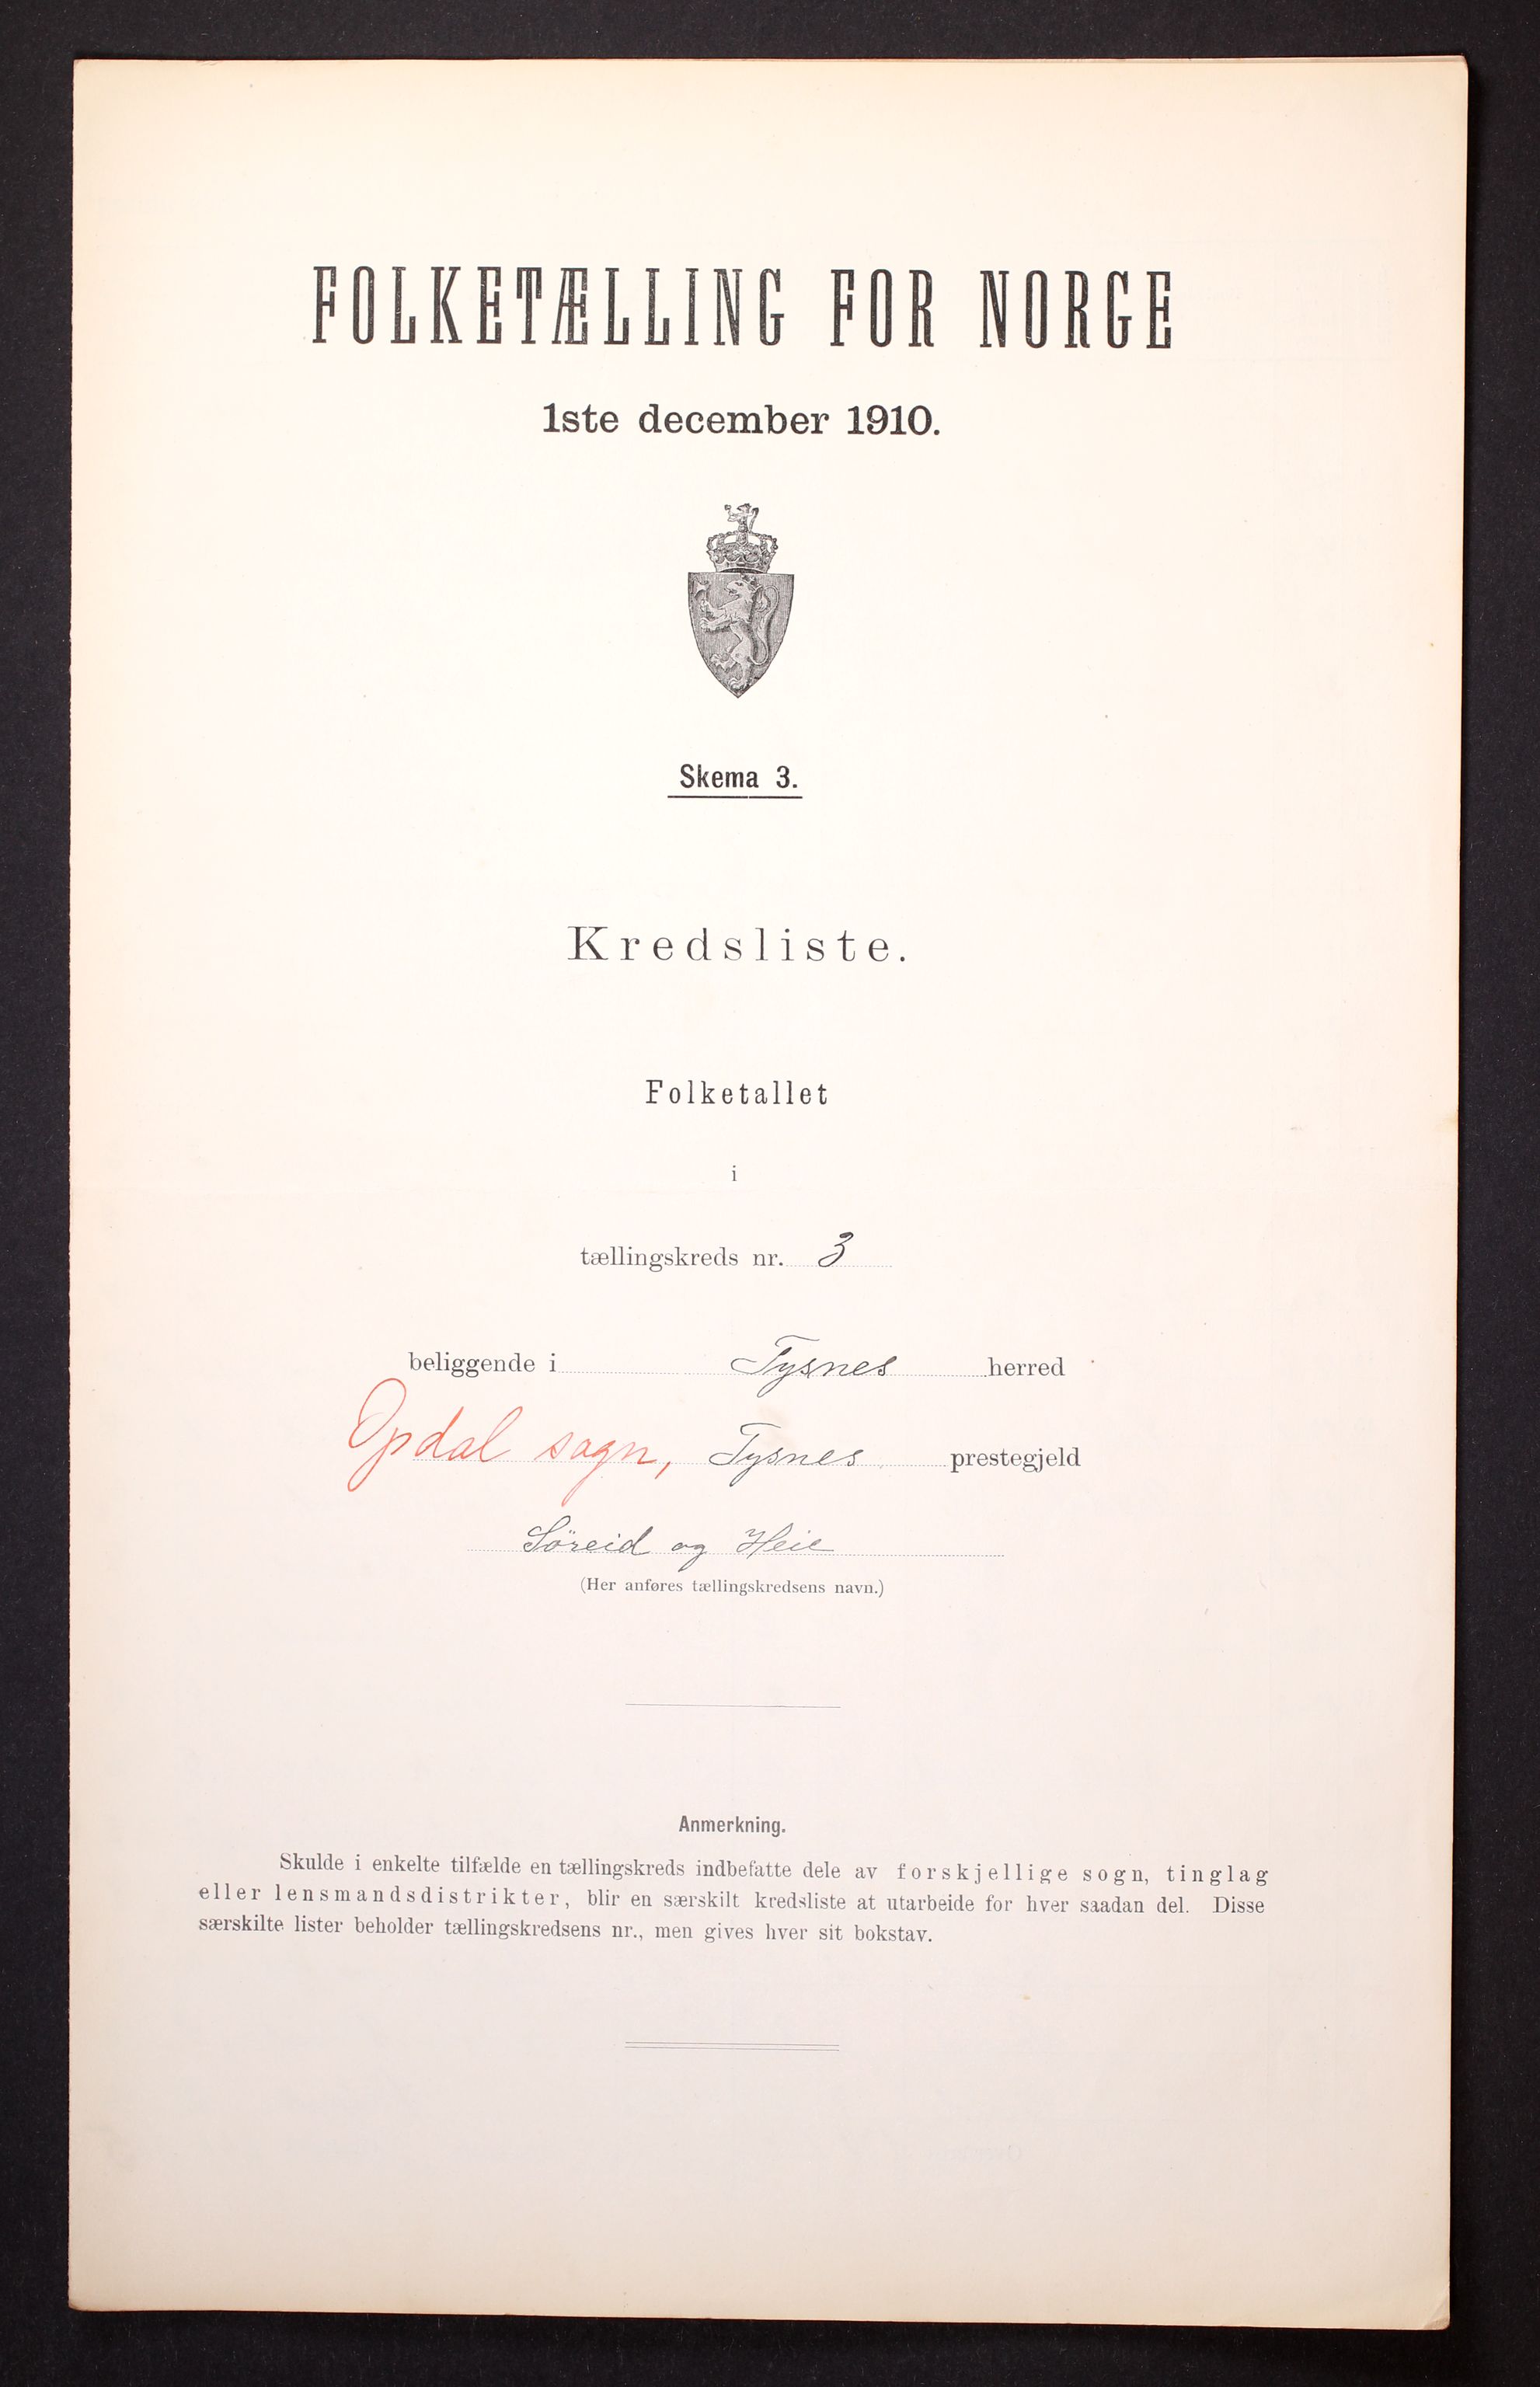 FOLKETÆLLING FOR NORGE
1ste december 1910.
Skema 3.
Kredsliste.
Folketallet
i
tællingskreds nr. 3
beliggende i Tysnes herred
Opdal sogn, Tysnes prestegjeld
Söreid og Heie
(Her anføres tællingskredsens navn.)
Anmerkning.
Skulde i enkelte tilfælde en tællingskreds indbefatte dele av forskjellige sogn, tinglag
eller lensmandsdistrikter, blir en særskilt kredsliste at utarbeide for hver saadan del. Disse
særskilte lister beholder tællingskredsens nr., men gives hver sit bokstav.